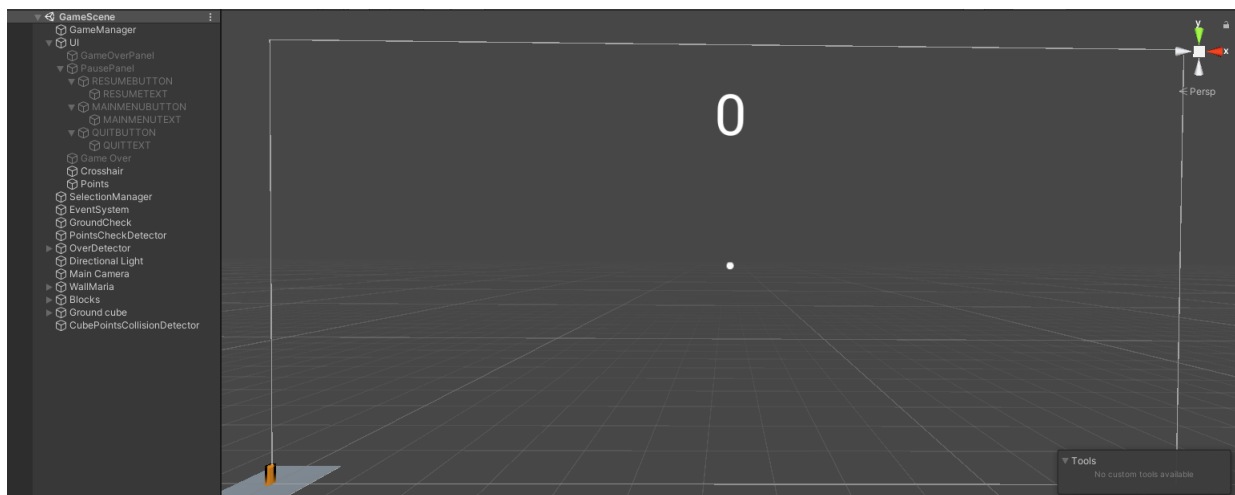 GameScene
GameManager
UI
GameOverPanel
PausePanel
RESUMEBUTTON
RESUMETEXT
MAINMENUBUTTON
MAINMENUTEXT
QUITBUTTON
QUITTEXT
Game Over
Crosshair
Points
SelectionManager
EventSystem
GroundCheck
PointsCheckDetector
OverDetector
Directional Light
Main Camera
WallMaria
Blocks
Ground cube
CubePointsCollisionDetector
0
y
x
Persp
Tools
No custom tools available